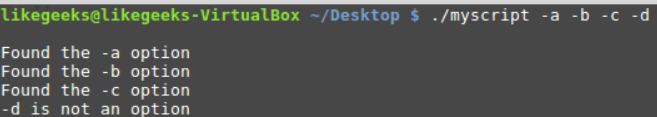 likegeeks@likegeeks-VirtualBox ~/Desktop $ ./myscript -a -b -c -d
Found the -a option
Found the -b option
Found the -c option
-d is not an option